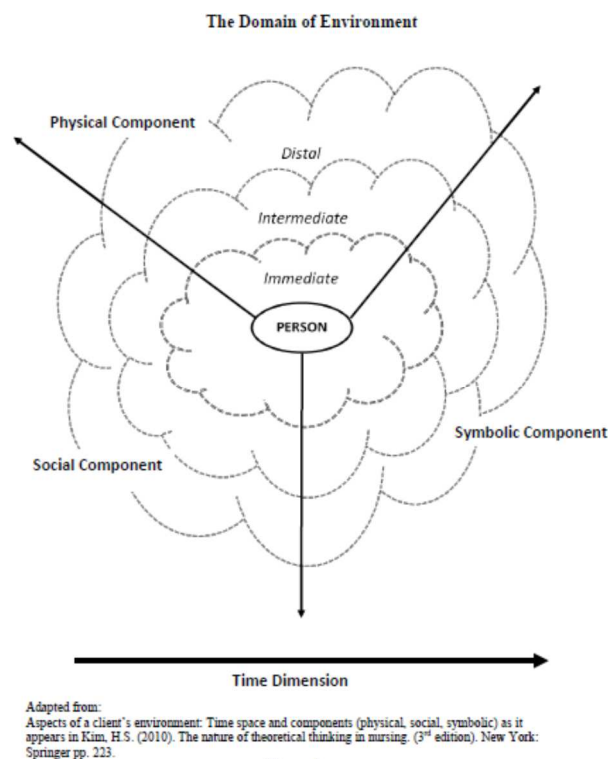 The Domain of Environment
Physical Component
Distal
Intermediate
Immediate
PERSON
Symbolic Component
Social Component
Time Dimension
Adapted from:
Aspects of a client's environment: Time space and components (physical, social, symbolic) as it
appears in Kim, H.S. (2010). The nature of theoretical thinking in nursing. (3rd edition). New York:
Springer pp. 223.